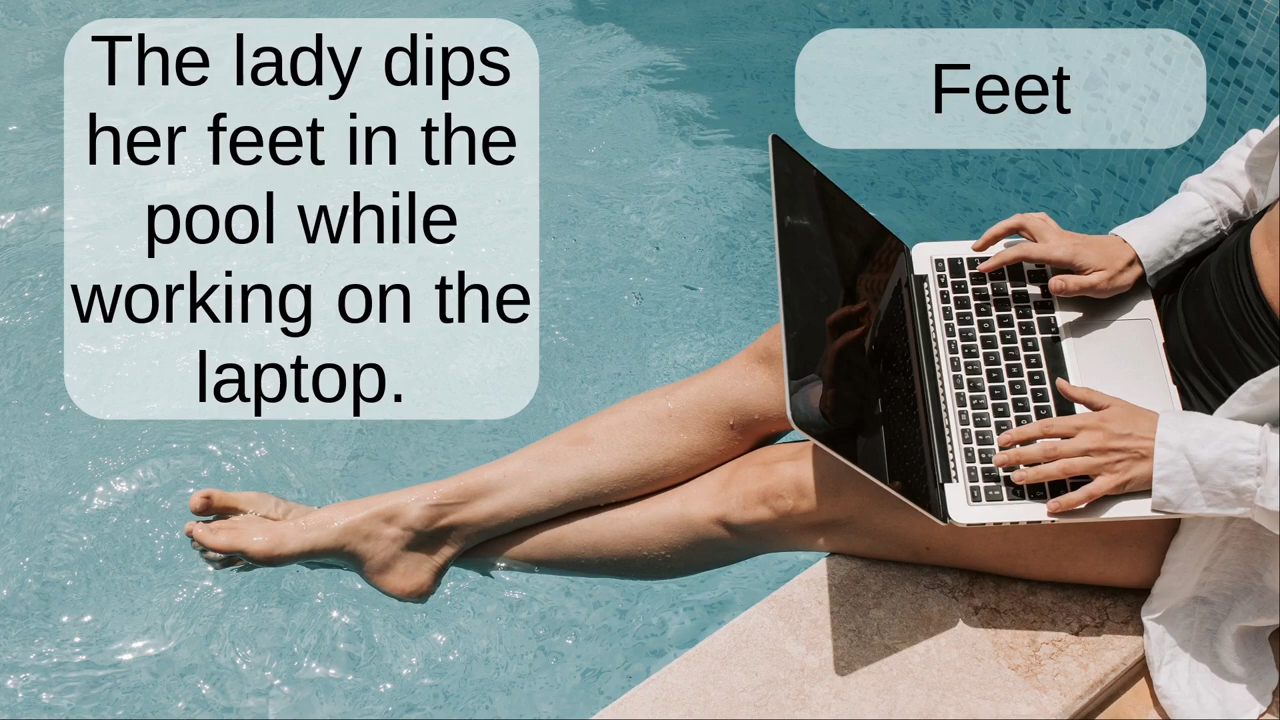 The lady dips
her feet in the
pool while
working on the
laptop.
Feet